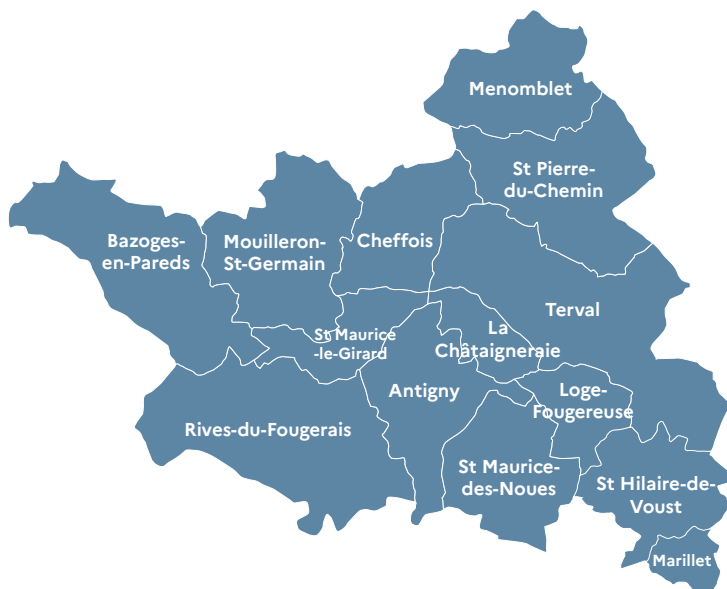 Menomblet
St Pierre-
du-Chemin
Bazoges-
en-Pareds
Mouilleron-
St-Germain
Cheffois
Terval
St Maurice
-le-Girard
La
Châtaigneraie
Antigny
Loge-
Fougereuse
Rives-du-Fougerais
St Maurice-
des-Noues
St Hilaire-de-
Voust
Marillet